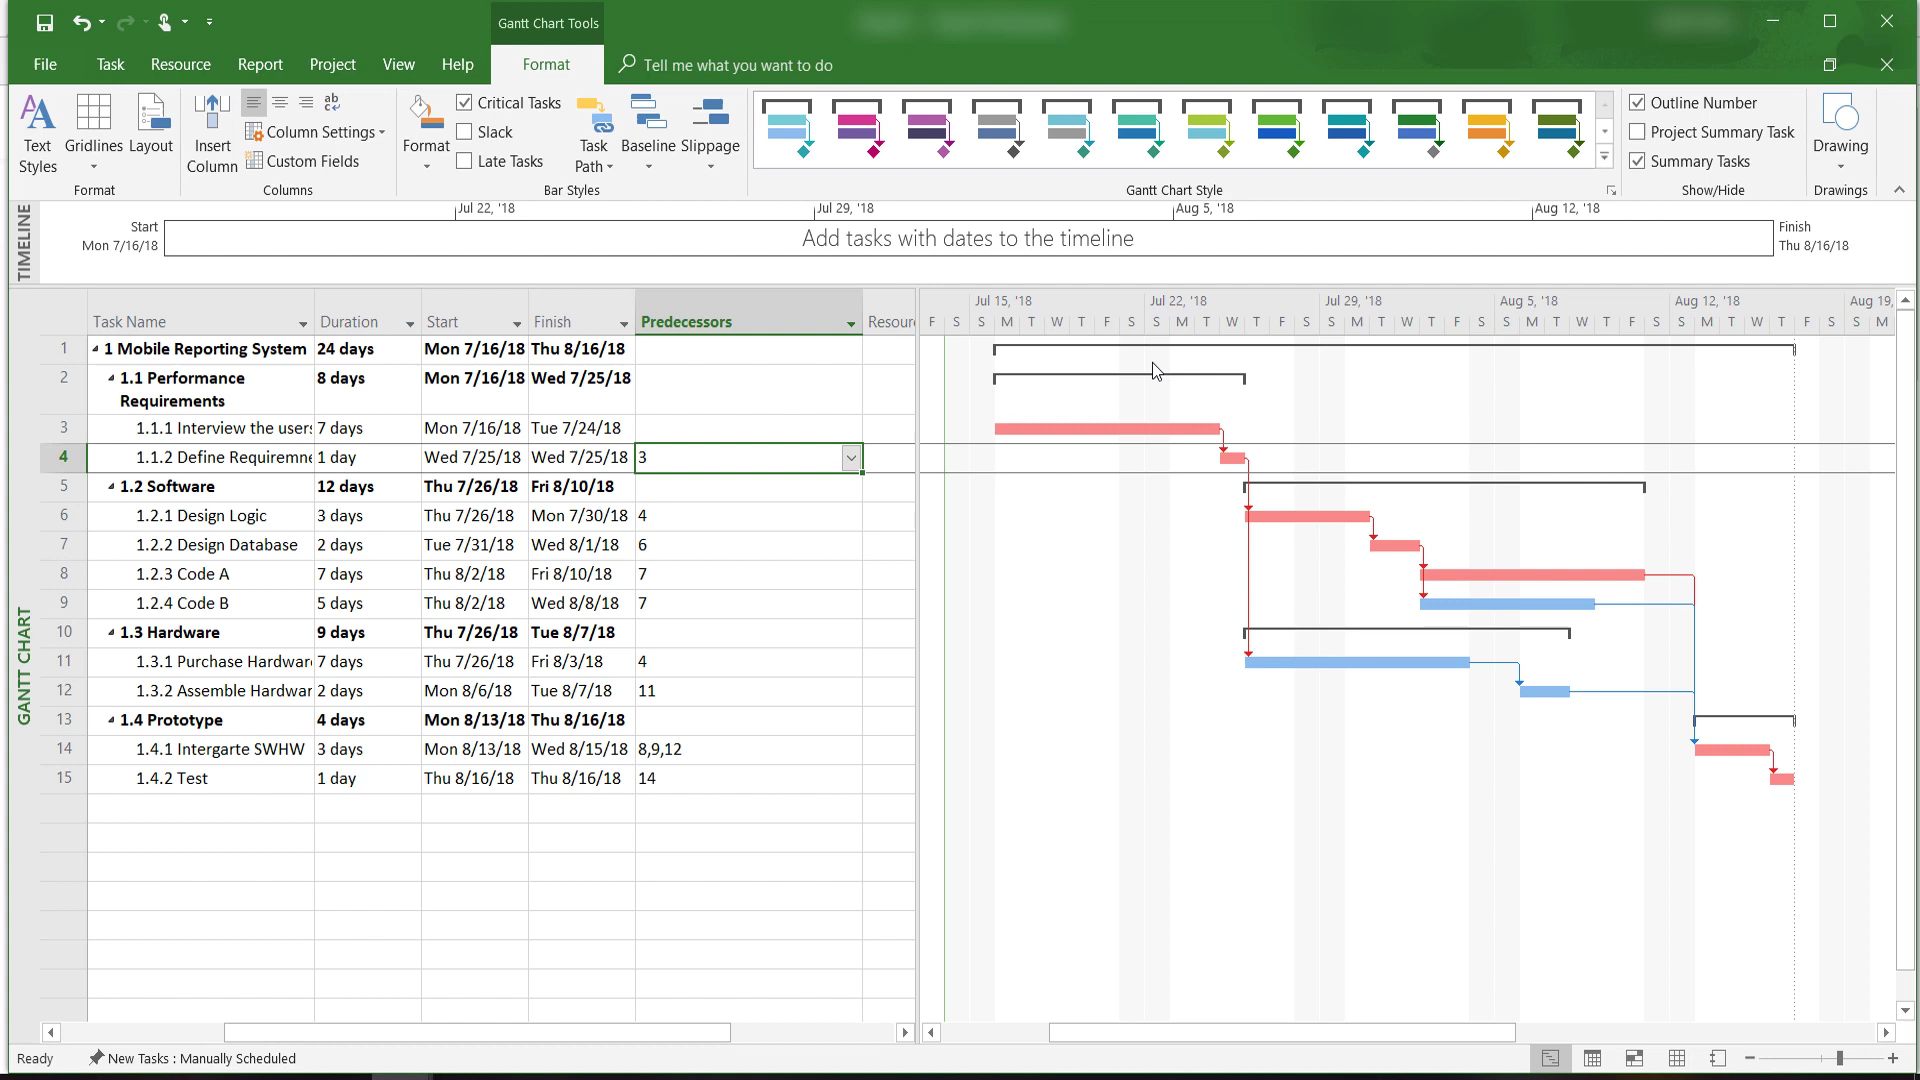 Gantt Chart Tools
File Task Resource Report Project View Help Format Tell me what you want to do
Text Styles
Gridlines
Layout
Format
Insert Column
ab
Column Settings
Custom Fields
Columns
Format
Critical Tasks
Slack
Late Tasks
Task Path
Baseline
Slippage
Bar Styles
Gantt Chart Style
Outline Number
Project Summary Task
Summary Tasks
Show/Hide
Drawing
Drawings
TIMELINE
Jul 22, '18 Jul 29, '18 Aug 5, '18 Aug 12, '18
Start
Mon 7/16/18
Add tasks with dates to the timeline
Finish
Thu 8/16/18
GANTT CHART
Task Name Duration Start Finish Predecessors Resour
Jul 15, '18 Jul 22, '18 Jul 29, '18 Aug 5, '18 Aug 12, '18 Aug 19,
F S S M T W T F S S M T W T F S S M T W T F S S M T W T F S S M T W T F S S M
1 1 Mobile Reporting System 24 days Mon 7/16/18 Thu 8/16/18
2 1.1 Performance Requirements 8 days Mon 7/16/18 Wed 7/25/18
3 1.1.1 Interview the users 7 days Mon 7/16/18 Tue 7/24/18
4 1.1.2 Define Requiremne 1 day Wed 7/25/18 Wed 7/25/18 3
5 1.2 Software 12 days Thu 7/26/18 Fri 8/10/18
6 1.2.1 Design Logic 3 days Thu 7/26/18 Mon 7/30/18 4
7 1.2.2 Design Database 2 days Tue 7/31/18 Wed 8/1/18 6
8 1.2.3 Code A 7 days Thu 8/2/18 Fri 8/10/18 7
9 1.2.4 Code B 5 days Thu 8/2/18 Wed 8/8/18 7
10 1.3 Hardware 9 days Thu 7/26/18 Tue 8/7/18
11 1.3.1 Purchase Hardwar 7 days Thu 7/26/18 Fri 8/3/18 4
12 1.3.2 Assemble Hardwar 2 days Mon 8/6/18 Tue 8/7/18 11
13 1.4 Prototype 4 days Mon 8/13/18 Thu 8/16/18
14 1.4.1 Intergarte SWHW 3 days Mon 8/13/18 Wed 8/15/18 8,9,12
15 1.4.2 Test 1 day Thu 8/16/18 Thu 8/16/18 14
Ready New Tasks : Manually Scheduled